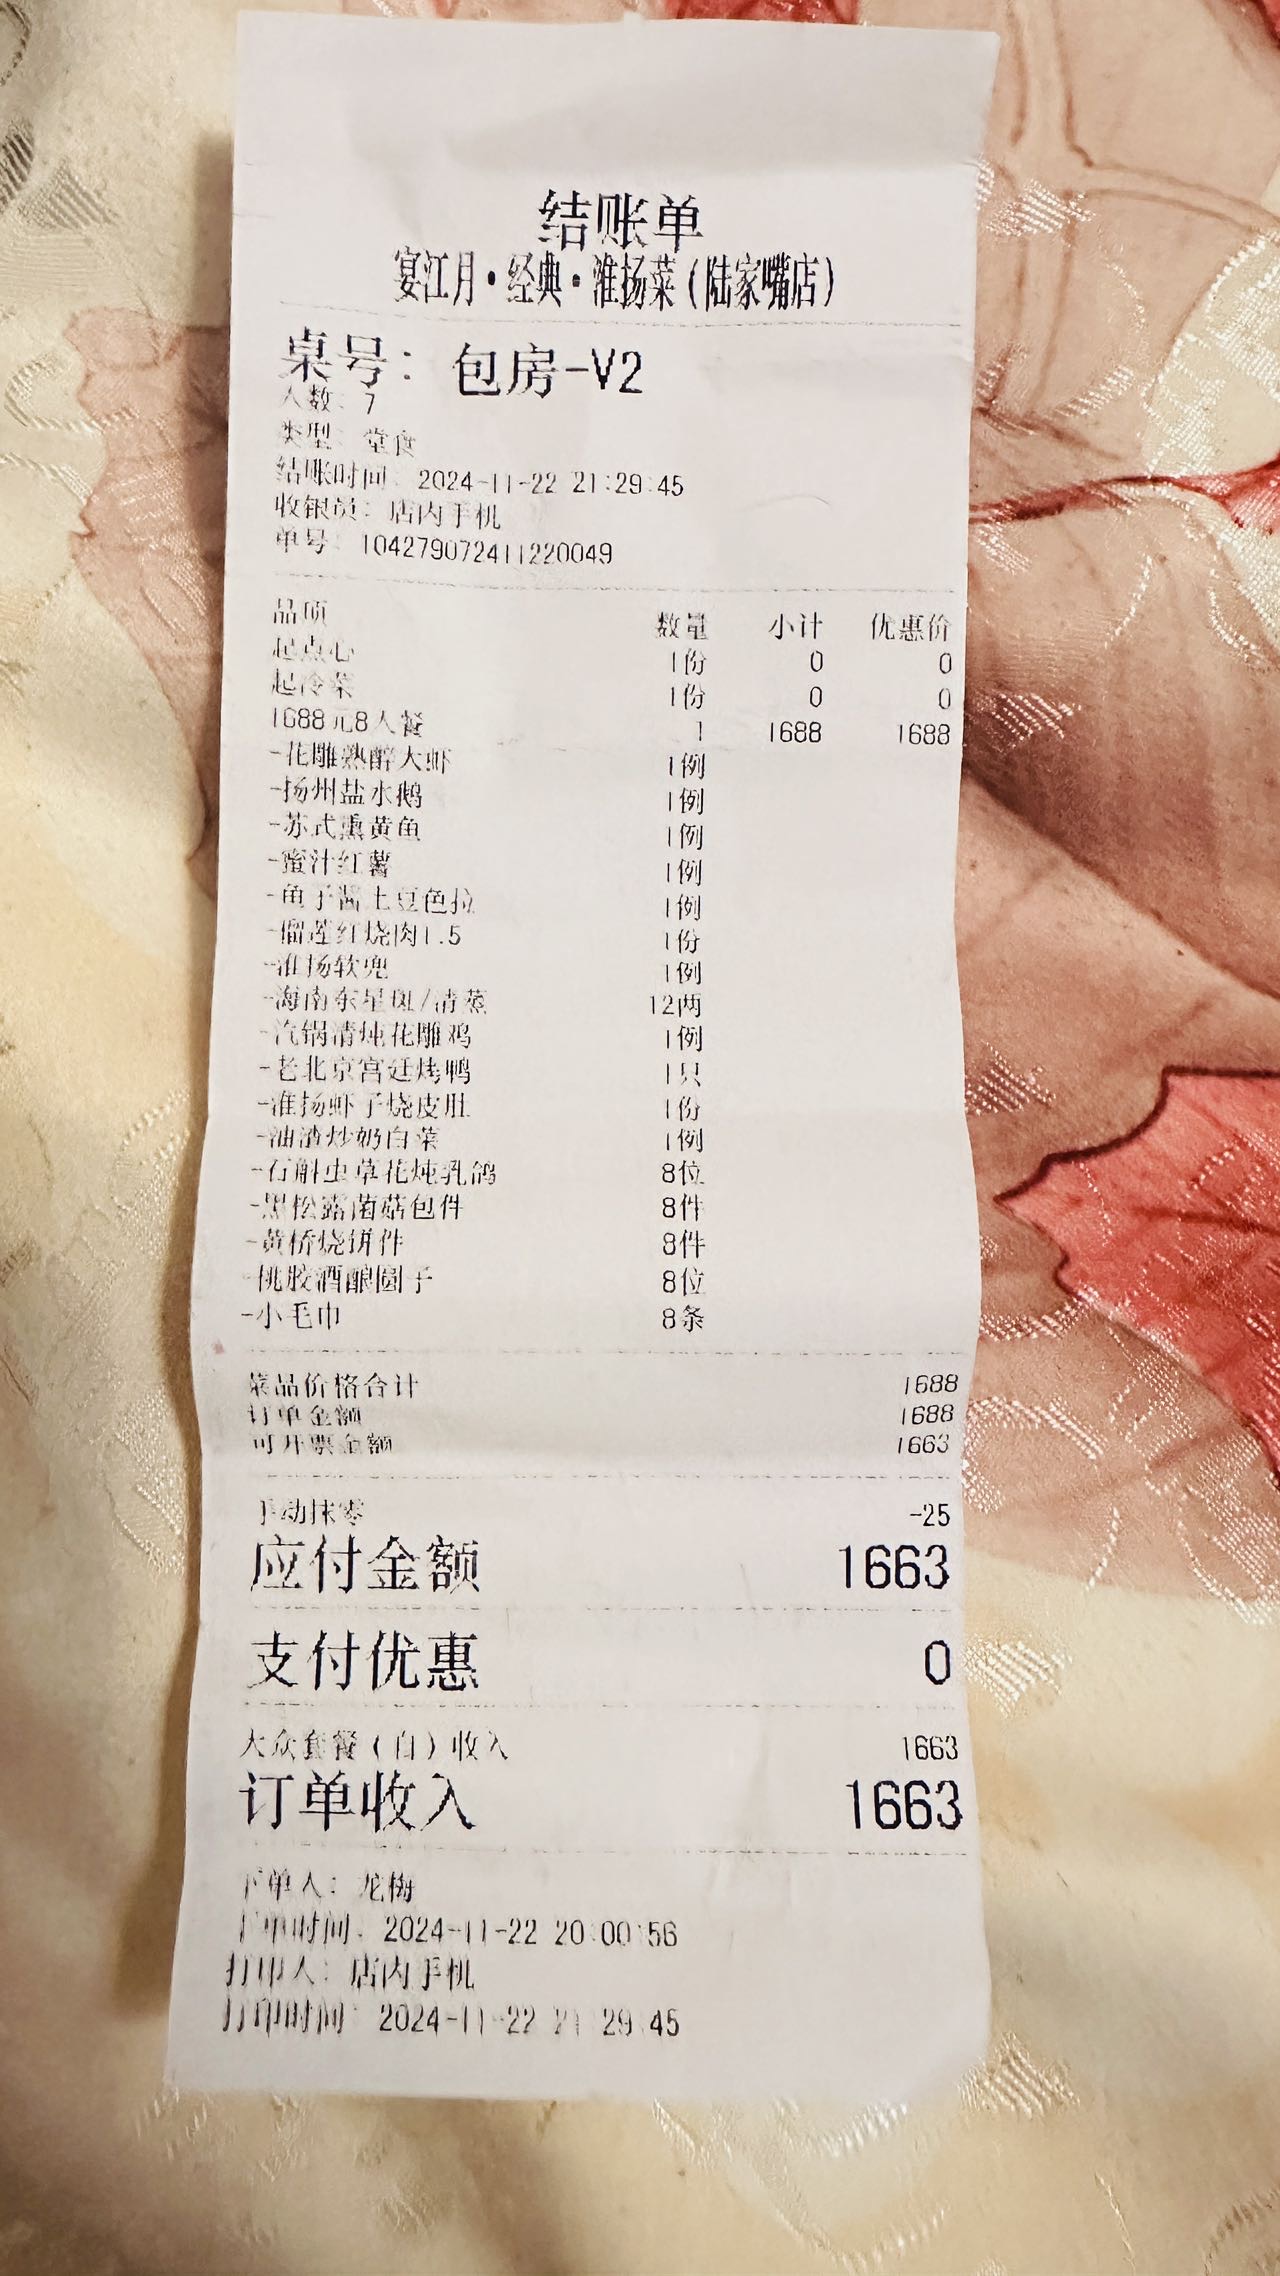 结账单
宴江月·经典·淮扬菜(陆家嘴店)
桌号: 包房-V2
人数: 7
类型: 堂食
结账时间: 2024-11-22 21:29:45
收银员: 店内手机
单号: 104279072411220049
品项 数量 小计 优惠价
起点心 1份 0 0
起冷菜 1份 0 0
1688元8人餐 1 1688 1688
-花雕熟醉大虾 1例
-扬州盐水鹅 1例
-苏式熏黄鱼 1例
-蜜汁红薯 1例
-鱼子酱土豆色拉 1例
-榴莲红烧肉1.5 1份
-淮扬软兜 1例
-海南东星斑/清蒸 12两
-汽锅清炖花雕鸡 1例
-老北京宫廷烤鸭 1只
-淮扬虾子烧皮肚 1份
-油渣炒奶白菜 1例
-石斛虫草花炖乳鸽 8位
-黑松露菌菇包件 8件
-黄桥烧饼件 8件
-桃胶酒酿圆子 8位
-小毛巾 8条
菜品价格合计 1688
订单金额 1688
可开票金额 1663
手动抹零 -25
应付金额 1663
支付优惠 0
大众套餐(自)收入 1663
订单收入 1663
下单人: 龙梅
下单时间: 2024-11-22 20:00:56
打印人: 店内手机
打印时间: 2024-11-22 21:29:45